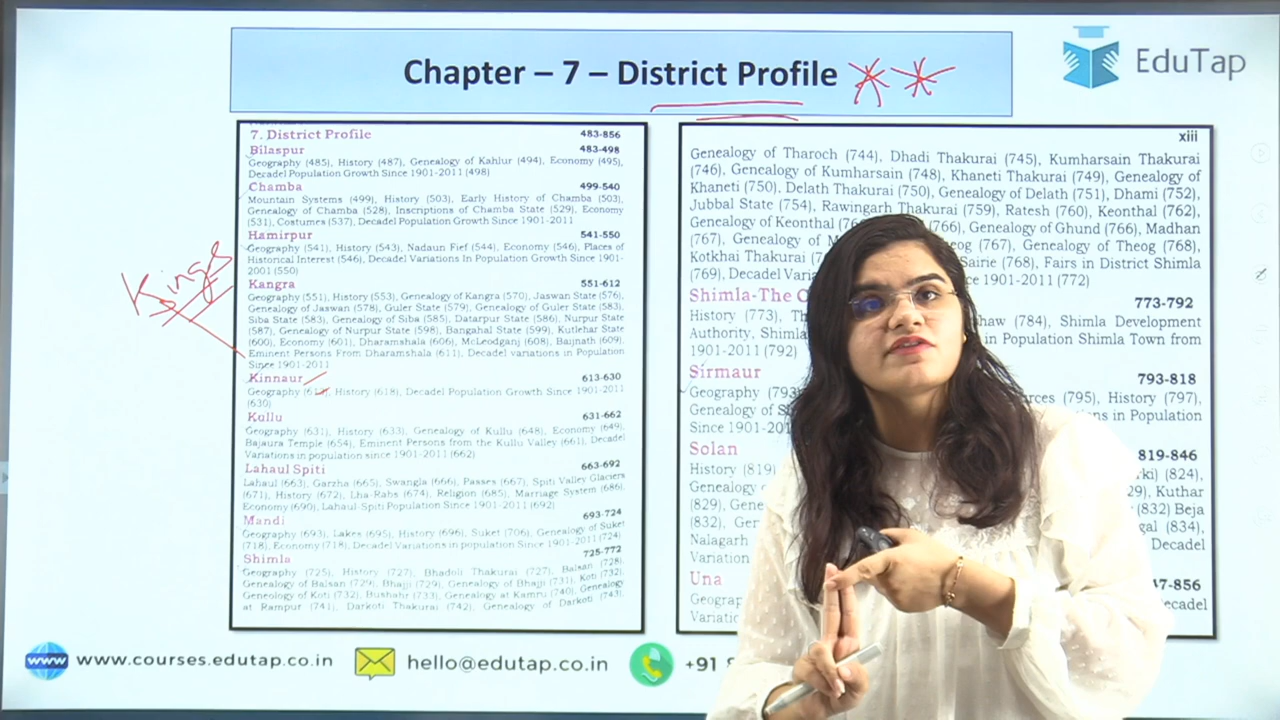 Chapter – 7 – District Profile
EduTap
Kings
7. District Profile 483-856
Bilaspur 483-498
Geography (485), History (487), Genealogy of Kahlur (494), Economy (495),
Decadel Population Growth Since 1901-2011 (498)
Chamba 499-540
Mountain Systems (499), History (503), Early History of Chamba (503),
Genealogy of Chamba (528), Inscriptions of Chamba State (529), Economy
(531), Costumes (537), Decadel Population Growth Since 1901-2011
Hamirpur 541-550
Geography (541), History (543), Nadaun Fief (544), Economy (546), Places of
Historical Interest (546), Decadel Variations In Population Growth Since 1901-
2001 (550)
Kangra 551-612
Geography (551), History (553), Genealogy of Kangra (570), Jaswan State (576),
Genealogy of Jaswan (578), Guler State (579), Genealogy of Guler State (583),
Siba State (583), Genealogy of Siba (585), Datarpur State (586), Nurpur State
(587), Genealogy of Nurpur State (598), Bangahal State (599), Kutlehar State
(600), Economy (601), Dharamshala (606), McLeodganj (608), Baijnath (609),
Eminent Persons From Dharamshala (611), Decadel variations in Population
Since 1901-2011
Kinnaur 613-630
Geography History (618), Decadel Population Growth Since 1901-2011
(630)
Kullu 631-662
Geography (631), History (633), Genealogy of Kullu (648), Economy (649),
Bajaura Temple (654), Eminent Persons from the Kullu Valley (661), Decadel
Variations in population since 1901-2011 (662)
Lahaul Spiti 663-692
Lahaul (663), Garzha (665), Swangla (666), Passes (667), Spiti Valley Glaciers
(671), History (672), Lha-Rabs (674), Religion (685), Marriage System (686),
Economy (690), Lahaul-Spiti Population Since 1901-2011 (692)
Mandi 693-724
Geography (693), Lakes (695), History (696), Suket (706), Genealogy of Suket
(718), Economy (718), Decadel Variations in population Since 1901-2011 (724)
Shimla 725-772
Geography (725), History (727), Bhadoli Thakurai (727), Balsan (728),
Genealogy of Balsan (729), Bhajji (729), Genealogy of Bhajji (731), Koti (732),
Geneology of Koti (732), Bushahr (733), Genealogy at Kamru (740), Genealogy
at Rampur (741), Darkoti Thakurai (742), Genealogy of Darkoti (743),
xiii
Genealogy of Tharoch (744), Dhadi Thakurai (745), Kumharsain Thakurai
(746), Genealogy of Kumharsain (748), Khaneti Thakurai (749), Genealogy of
Khaneti (750), Delath Thakurai (750), Genealogy of Delath (751), Dhami (752),
Jubbal State (754), Rawingarh Thakurai (759), Ratesh (760), Keonthal (762),
Genealogy of Keonthal (766), Genealogy of Ghund (766), Madhan
(767), Genealogy of (767), Genealogy of Theog (768),
Kotkhai Thakurai Sairie (768), Fairs in District Shimla
(769), Decadel 1901-2011 (772)
Shimla-The 773-792
History (773), (784), Shimla Development
Authority, Shimla in Population Shimla Town from
1901-2011 (792)
Sirmaur 793-818
Geography (793) (795), History (797),
Genealogy of in Population
Since 1901-
Solan 819-846
History (819) (824),
Genealogy Kuthar
(829), (832) Beja
(832), (834),
Nalagarh Decadel
Variation
Una -856
www www.courses.edutap.co.in
hello@edutap.co.in
+91